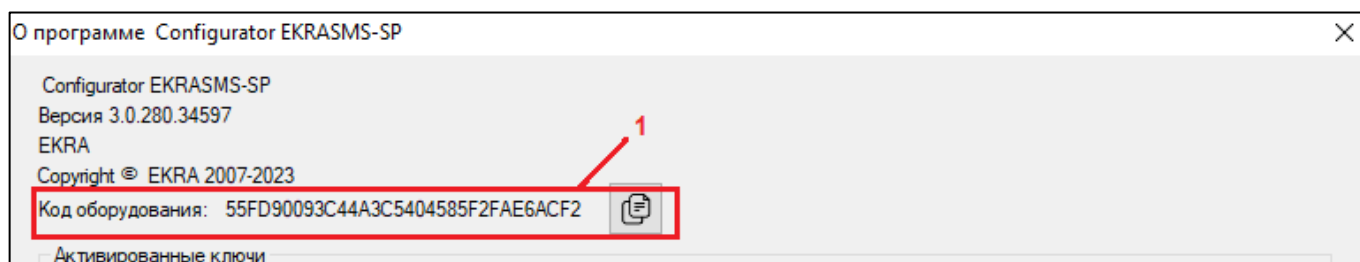 О программе Configurator EKRASMS-SP
Configurator EKRASMS-SP
Версия 3.0.280.34597
EKRA
1
Copyright © EKRA 2007-2023
Код оборудования: 55FD90093C44A3C5404585F2FAE6ACF2
Активированные ключи